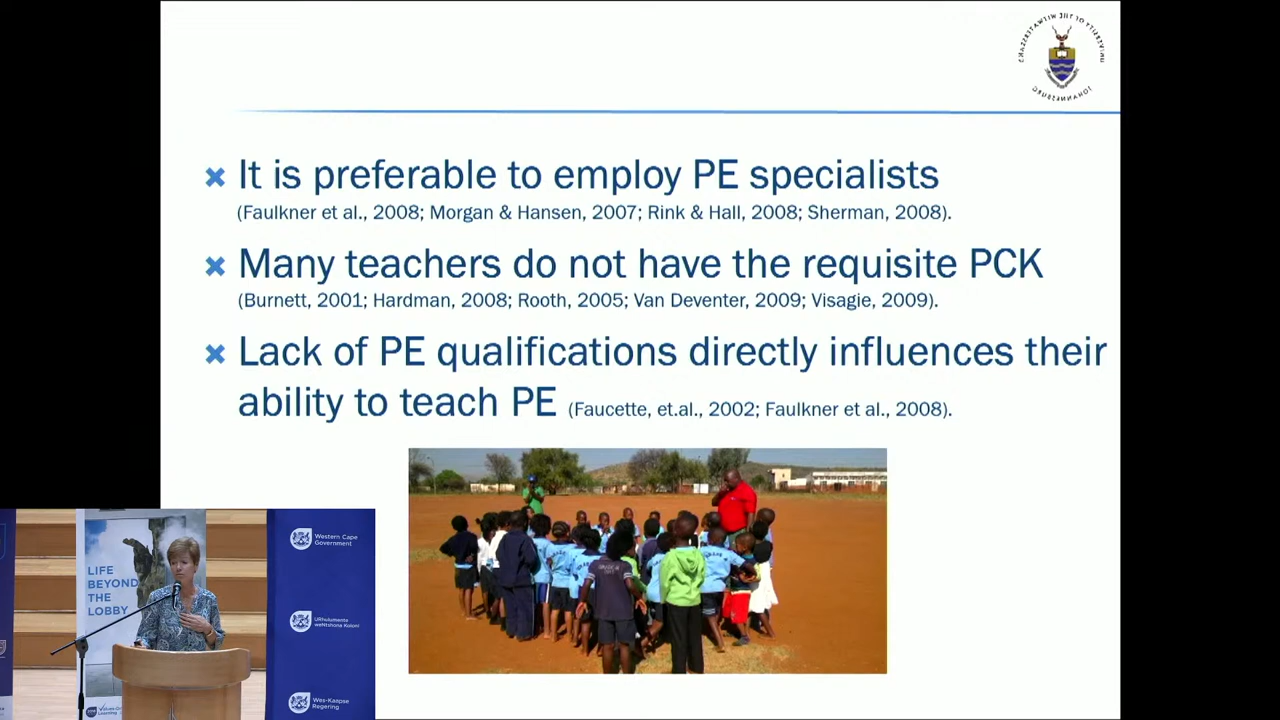 It is preferable to employ PE specialists
(Faulkner et al., 2008; Morgan & Hansen, 2007; Rink & Hall, 2008; Sherman, 2008).
Many teachers do not have the requisite PCK
(Burnett, 2001; Hardman, 2008; Rooth, 2005; Van Deventer, 2009; Visagie, 2009).
Lack of PE qualifications directly influences their
ability to teach PE (Faucette, et.al., 2002; Faulkner et al., 2008).
LIFE
BEYOND
THE
LOBBY
Western Cape
Government
URhulumente
weNtshona Koloni
Wes-Kaapse
Regering